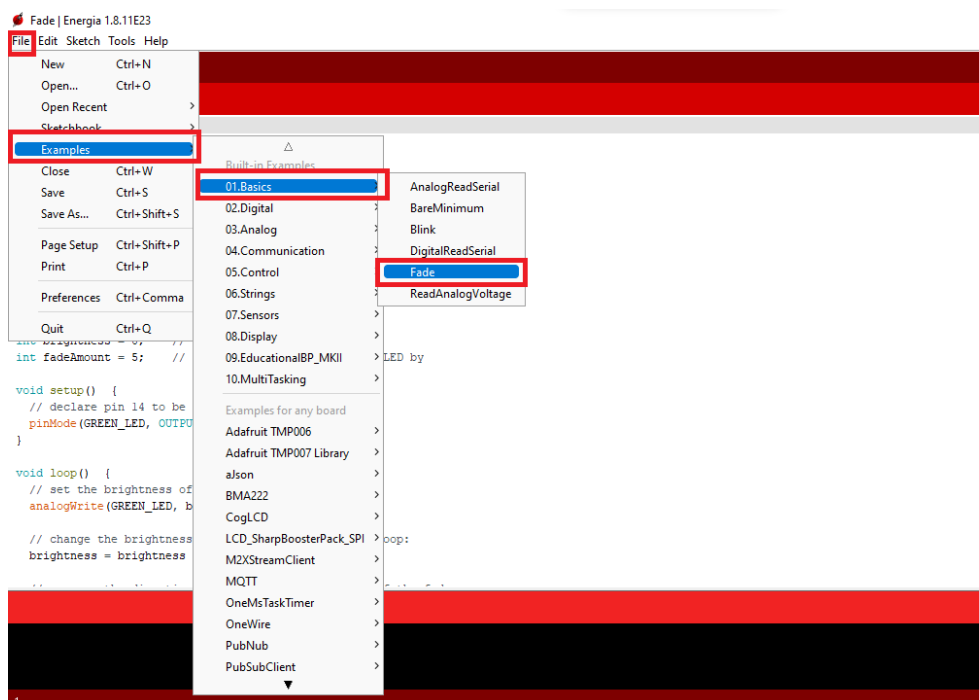 Fade | Energia 1.8.11E23
File Edit Sketch Tools Help
New Ctrl+N
Open... Ctrl+O
Open Recent
Sketchbook
Examples
Close Ctrl+W
Save Ctrl+S
Save As... Ctrl+Shift+S
Page Setup Ctrl+Shift+P
Print Ctrl+P
Preferences Ctrl+Comma
Quit Ctrl+Q
Built-in Examples
01.Basics
02.Digital
03.Analog
04.Communication
05.Control
06.Strings
07.Sensors
08.Display
09.EducationalBP_MKII
10.MultiTasking
Examples for any board
Adafruit TMP006
Adafruit TMP007 Library
aJson
BMA222
CogLCD
LCD_SharpBoosterPack_SPI
M2XStreamClient
MQTT
OneMsTaskTimer
OneWire
PubNub
PubSubClient
AnalogReadSerial
BareMinimum
Blink
DigitalReadSerial
Fade
ReadAnalogVoltage
int brightness = 0; //
int fadeAmount = 5; // LED by
void setup() {
// declare pin 14 to be
pinMode(GREEN_LED, OUTPU
}
void loop() {
// set the brightness of
analogWrite(GREEN_LED, b
// change the brightness oop:
brightness = brightness